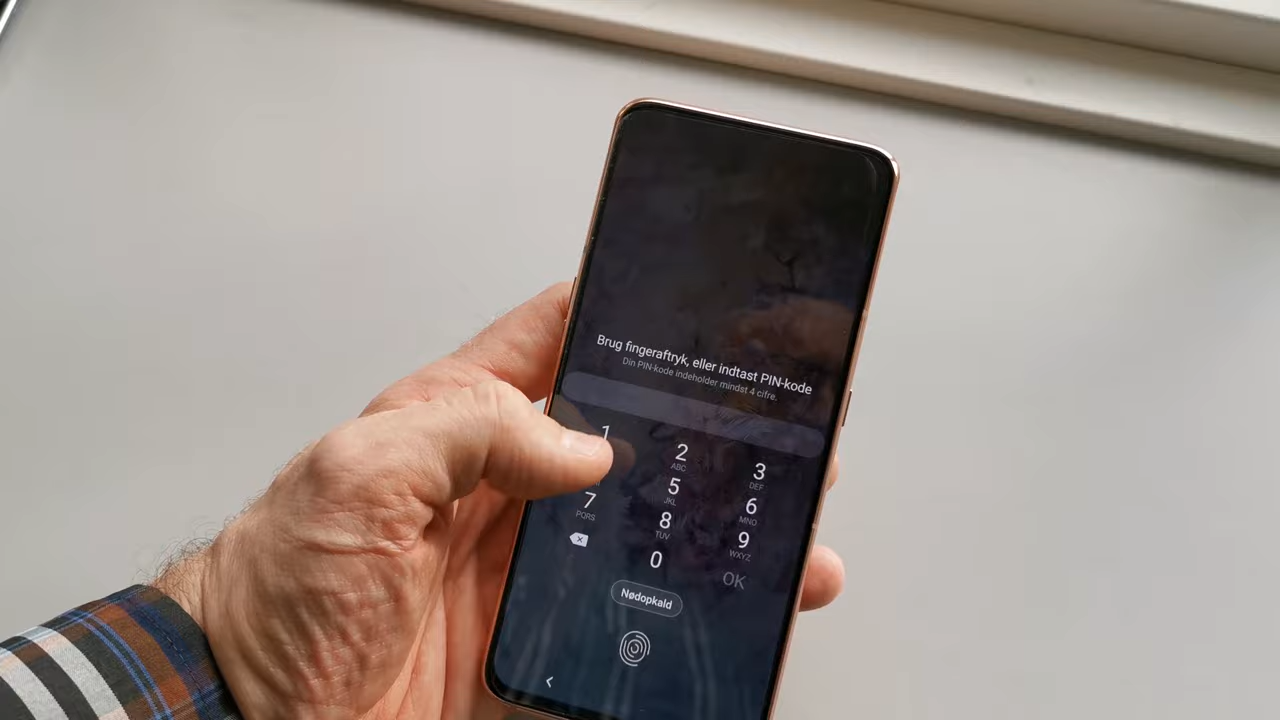 Brug fingeraftryk, eller indtast PIN-kode
Din PIN-kode indeholder mindst 4 cifre.
1
2
ABC
3
DEF
5
JKL
6
MNO
7
PQRS
8
TUV
9
WXYZ
0
OK
Nødopkald